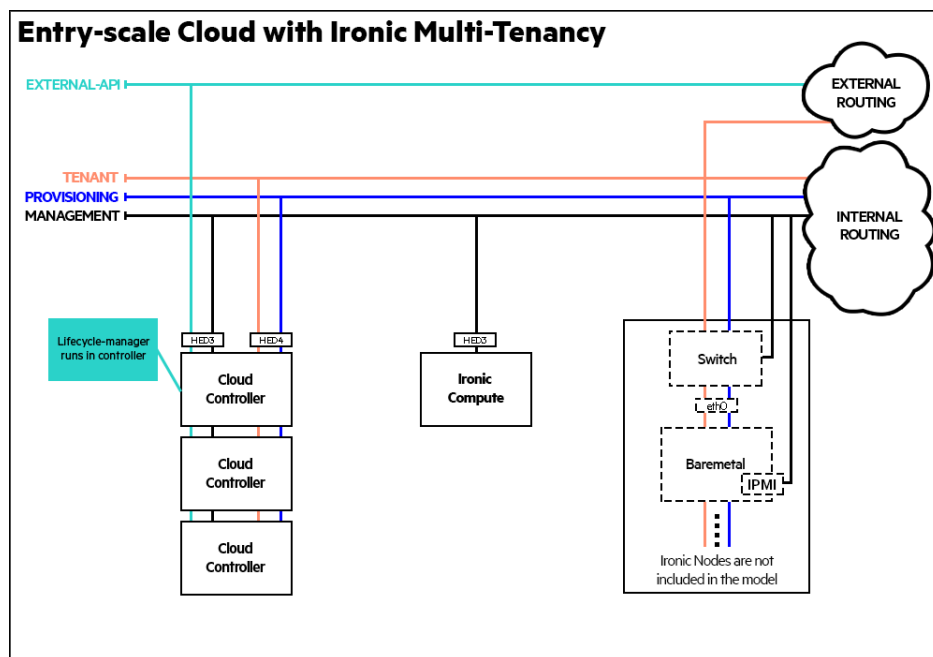 Entry-scale Cloud with Ironic Multi-Tenancy
EXTERNAL-API
EXTERNAL
ROUTING
TENANT
PROVISIONING
MANAGEMENT
INTERNAL
ROUTING
Lifecycle-manager
runs in controller
HED3
HED4
HED3
Cloud
Controller
Ironic
Compute
Switch
eth0
Cloud
Controller
Baremetal
IPMI
Cloud
Controller
Ironic Nodes are not
included in the model